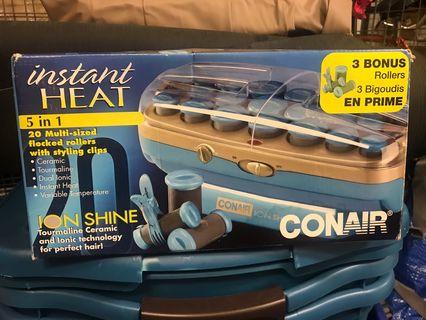 instant
HEAT
5 in 1
20 Multi-sized
flocked rollers
with styling clips
• Ceramic
• Tourmaline
• Dual Ionic
• Instant Heat
• Variable Temperature
ION SHINE
Tourmaline Ceramic
and Ionic technology
for perfect hair!
3 BONUS
Rollers
3 Bigoudis
EN PRIME
CONAIR
ION SH
CONAIR®